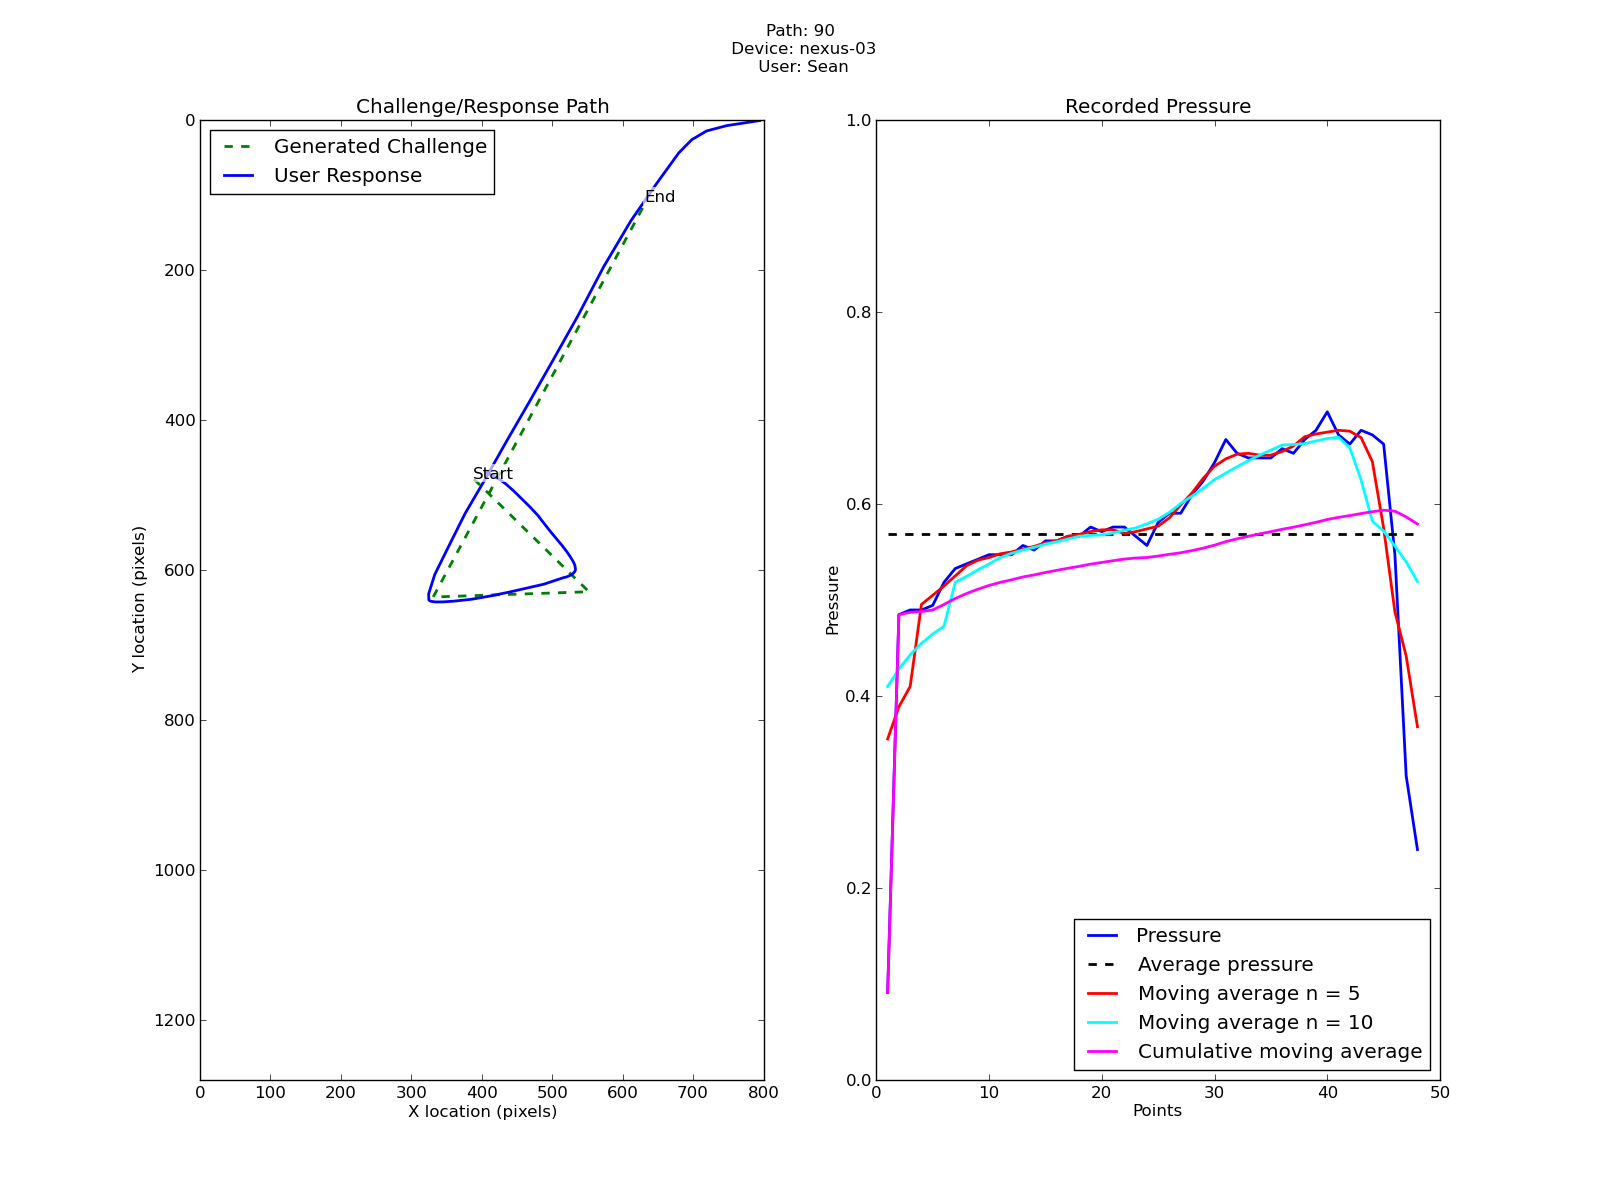 Path: 90
Device: nexus-03
User: Sean
Challenge/Response Path
Generated Challenge
User Response
End
Start
0
200
400
600
800
1000
1200
Y location (pixels)
0 100 200 300 400 500 600 700 800
X location (pixels)
Recorded Pressure
1.0
0.8
0.6
0.4
0.2
0.0
Pressure
Pressure
Average pressure
Moving average n = 5
Moving average n = 10
Cumulative moving average
0 10 20 30 40 50
Points